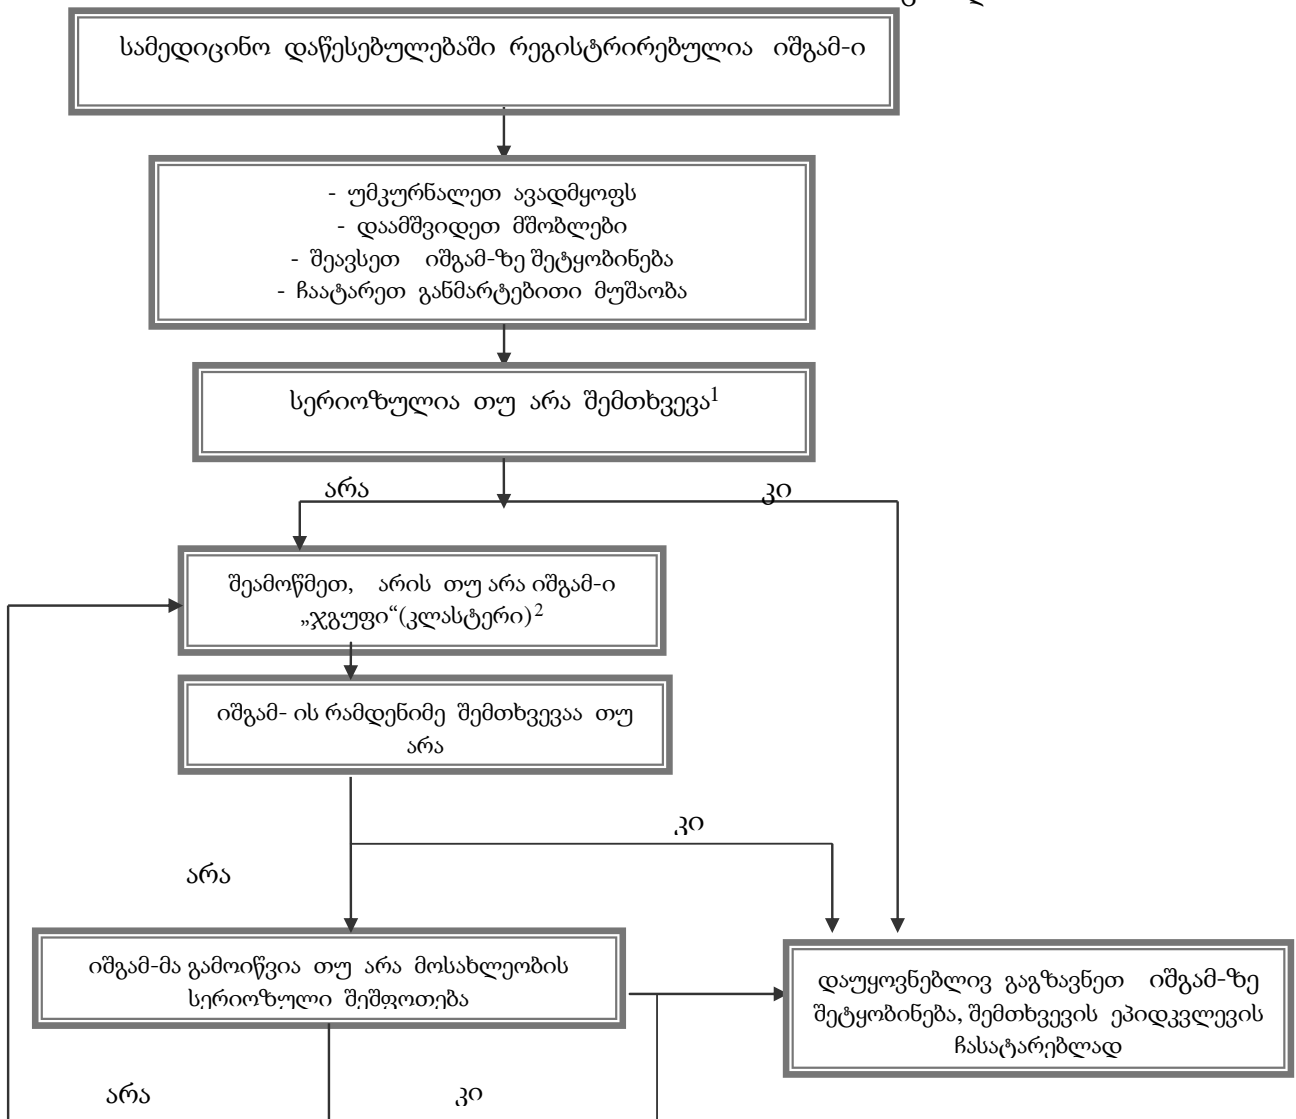 სამედიცინო დაწესებულებაში რეგისტრირებულია იშგამ-ი
- უმკურნალეთ ავადმყოფს
- დაამშვიდეთ მშობლები
- შეავსეთ იშგამ-ზე შეტყობინება
- ჩაატარეთ განმარტებითი მუშაობა
სერიოზულია თუ არა შემთხვევა1
არა
კი
შეამოწმეთ, არის თუ არა იშგამ-ი
„ჯგუფი“(კლასტერი)2
იშგამ- ის რამდენიმე შემთხვევაა თუ
არა
კი
არა
იშგამ-მა გამოიწვია თუ არა მოსახლეობის
სერიოზული შეშფოთება
დაუყოვნებლივ გაგზავნეთ იშგამ-ზე
შეტყობინება, შემთხვევის ეპიდკვლევის
ჩასატარებლად
არა
კი